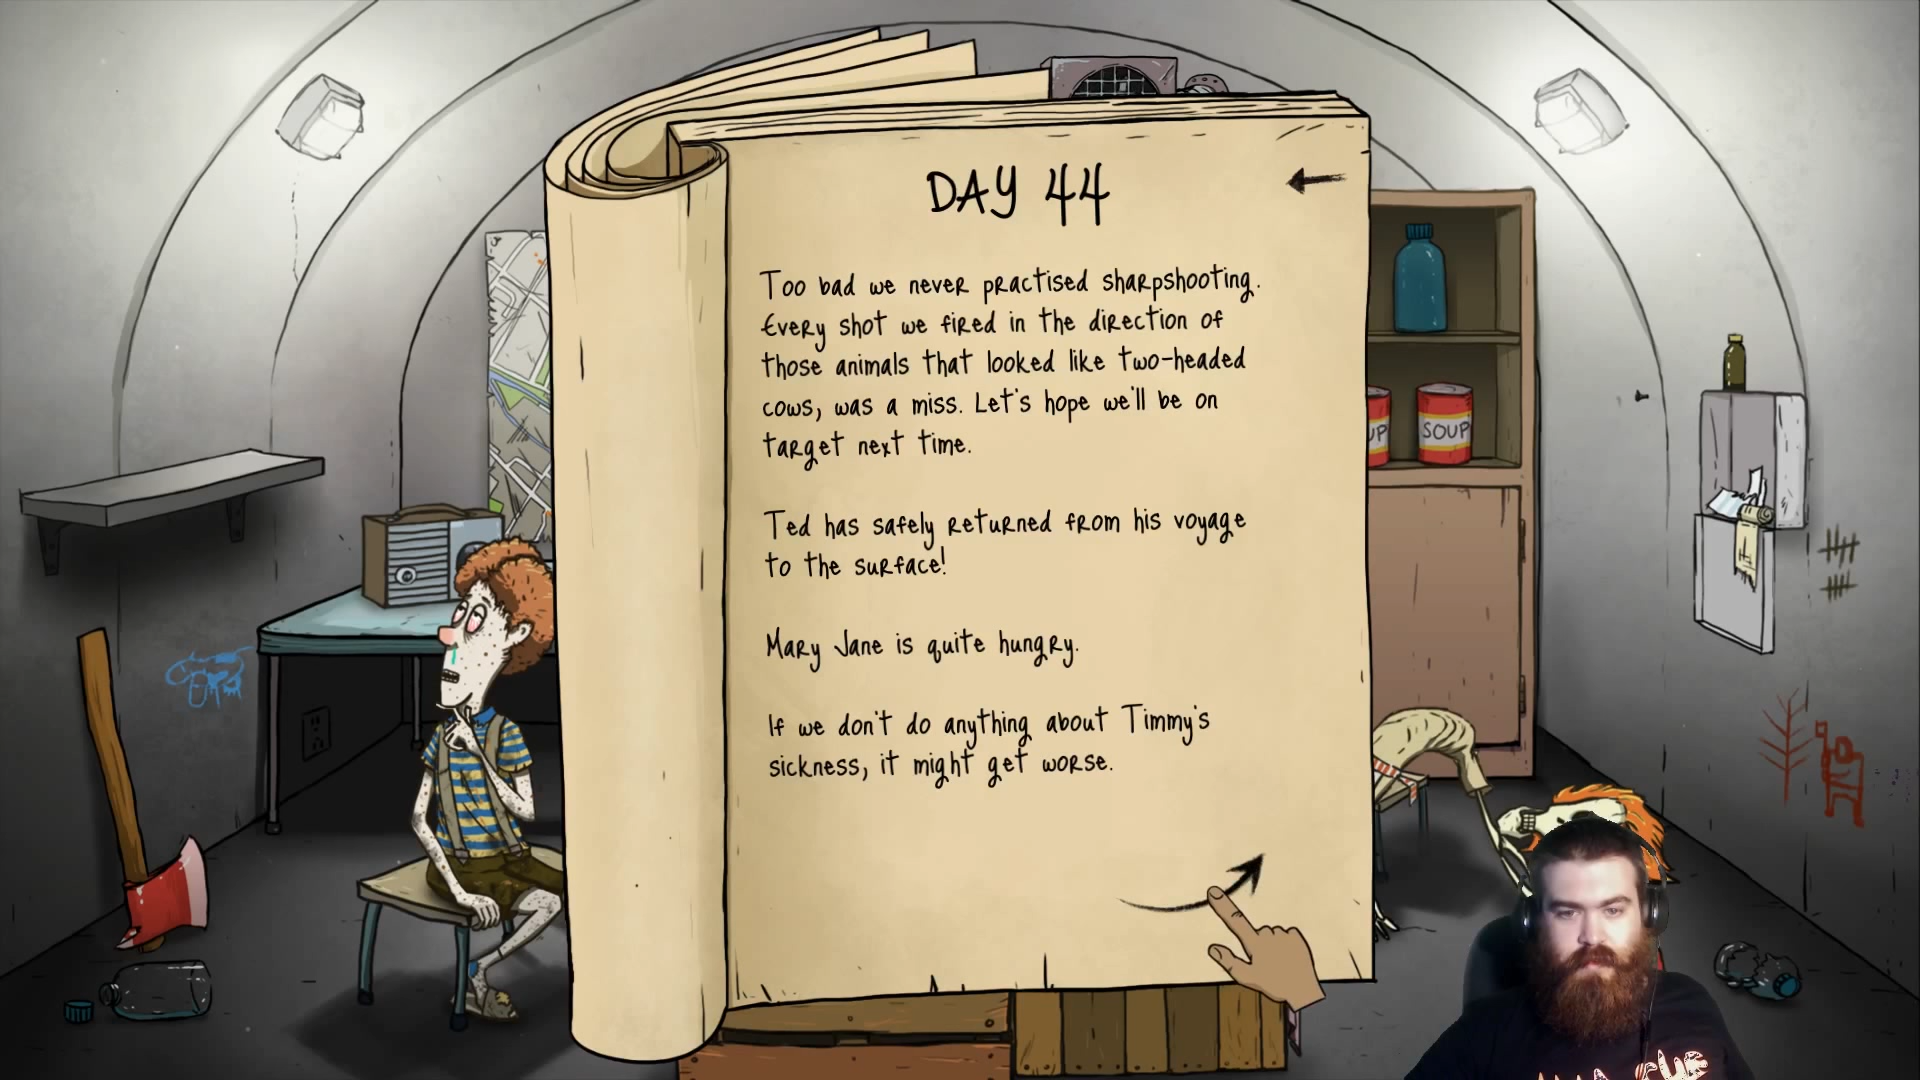 DAY 44
Too bad we never practised sharpshooting.
Every shot we fired in the direction of
those animals that looked like two-headed
cows, was a miss. Let's hope we'll be on
target next time.
Ted has safely returned from his voyage
to the surface!
Mary Jane is quite hungry.
If we don't do anything about Timmy's
sickness, it might get worse.
UP
SOUP